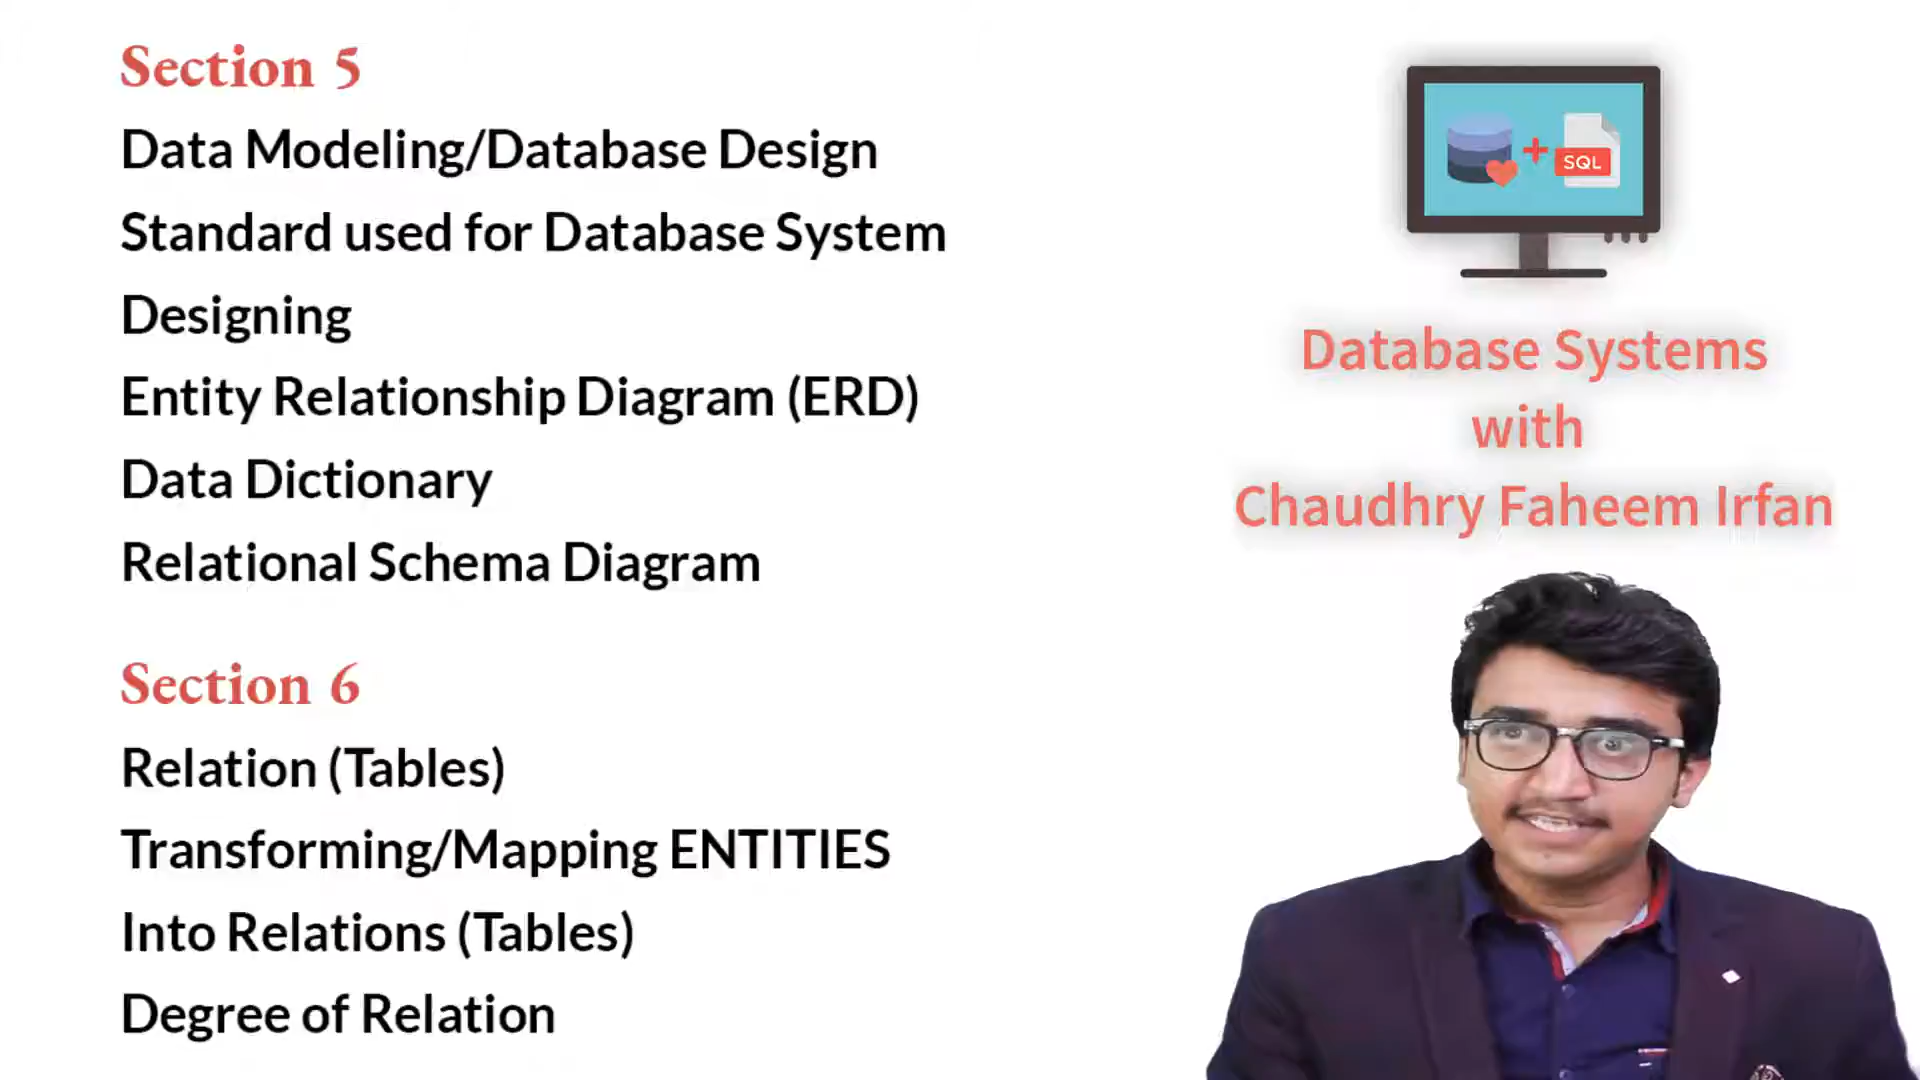 Section 5
Data Modeling/Database Design
Standard used for Database System
Designing
Entity Relationship Diagram (ERD)
Data Dictionary
Relational Schema Diagram
Section 6
Relation (Tables)
Transforming/Mapping ENTITIES
Into Relations (Tables)
Degree of Relation
SQL
Database Systems
with
Chaudhry Faheem Irfan